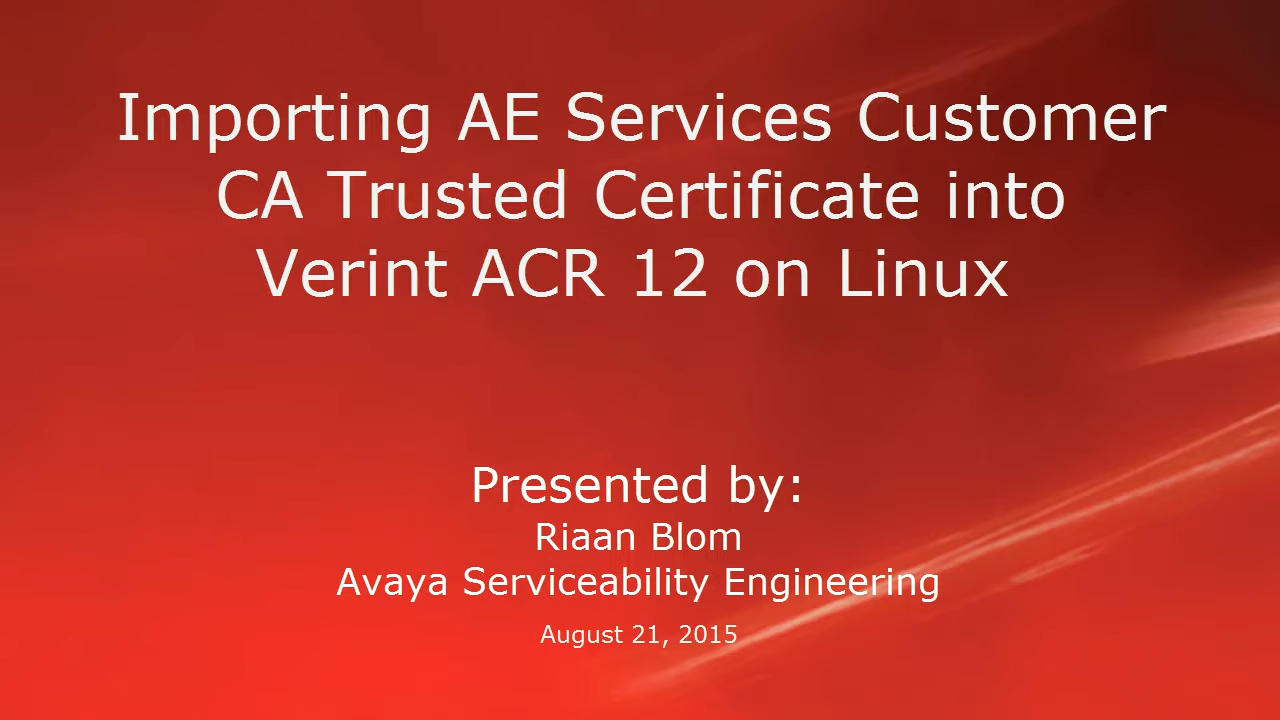 Importing AE Services Customer
CA Trusted Certificate into
Verint ACR 12 on Linux
Presented by:
Riaan Blom
Avaya Serviceability Engineering
August 21, 2015